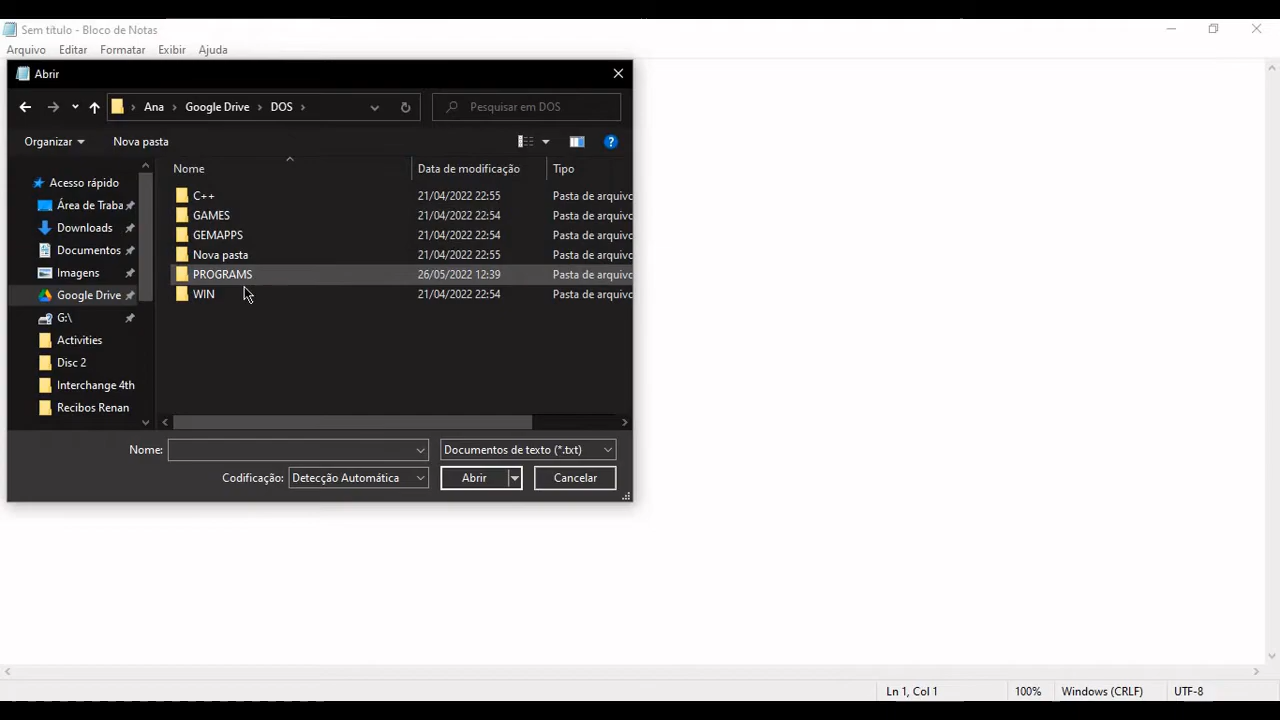 Sem título - Bloco de Notas
Arquivo Editar Formatar Exibir Ajuda
Abrir
Ana Google Drive DOS Pesquisar em DOS
Organizar Nova pasta
Nome Data de modificação Tipo
Acesso rápido
Área de Traba
Downloads
Documentos
Imagens
Google Drive
G:\
Activities
Disc 2
Interchange 4th
Recibos Renan
C++ 21/04/2022 22:55 Pasta de arquivo
GAMES 21/04/2022 22:54 Pasta de arquivo
GEMAPPS 21/04/2022 22:54 Pasta de arquivo
Nova pasta 21/04/2022 22:55 Pasta de arquivo
PROGRAMS 26/05/2022 12:39 Pasta de arquivo
WIN 21/04/2022 22:54 Pasta de arquivo
Nome: Documentos de texto (*.txt)
Codificação: Detecção Automática Abrir Cancelar
Ln 1, Col 1 100% Windows (CRLF) UTF-8